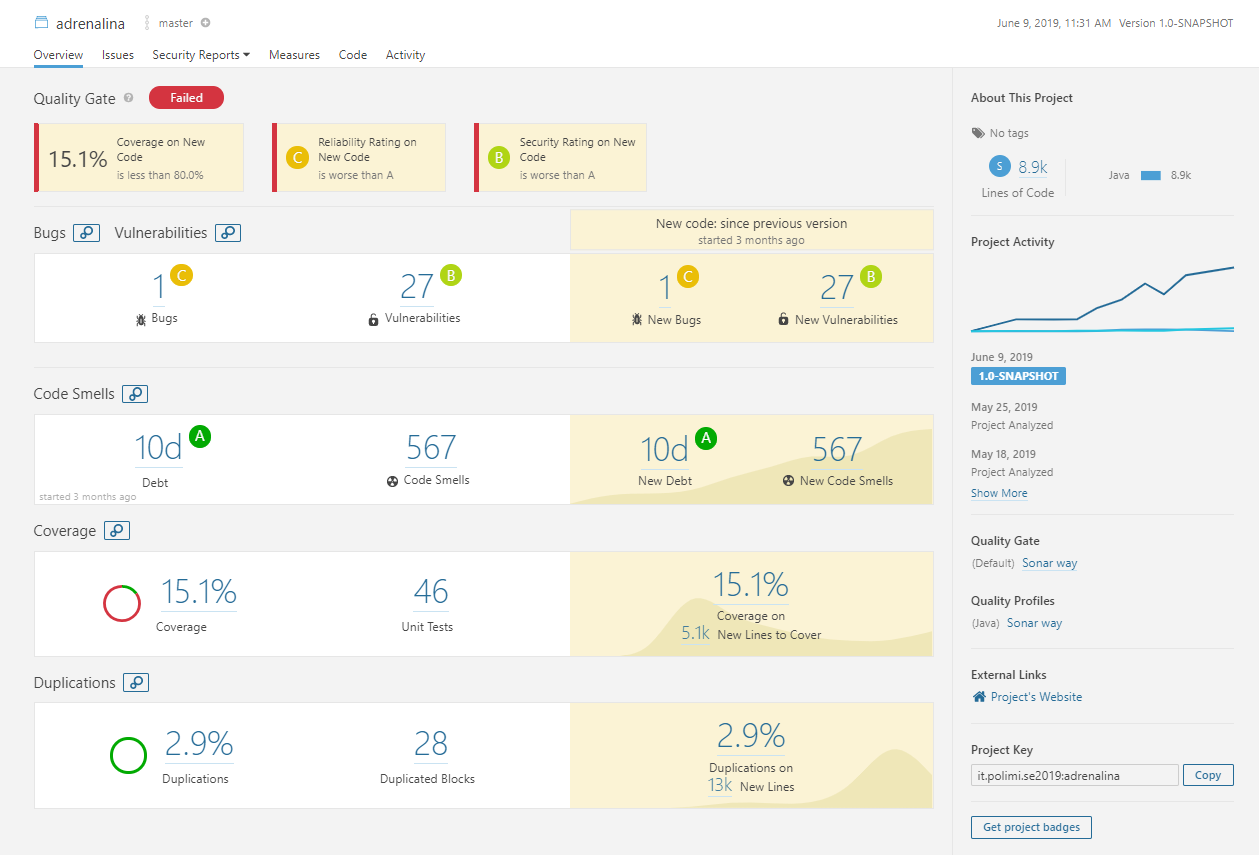 adrenalina master
June 9, 2019, 11:31 AM Version 1.0-SNAPSHOT
Overview Issues Security Reports Measures Code Activity
Quality Gate ? Failed
15.1% Coverage on New
Code
is less than 80.0%
C Reliability Rating on
New Code
is worse than A
B Security Rating on New
Code
is worse than A
Bugs Vulnerabilities
New code: since previous version
started 3 months ago
1 C
Bugs
27 B
Vulnerabilities
1 C
New Bugs
27 B
New Vulnerabilities
Code Smells
10d A
Debt
started 3 months ago
567
Code Smells
10d A
New Debt
567
New Code Smells
Coverage
15.1%
Coverage
46
Unit Tests
15.1%
Coverage on
5.1k New Lines to Cover
Duplications
2.9%
Duplications
28
Duplicated Blocks
2.9%
Duplications on
13k New Lines
About This Project
No tags
S 8.9k
Lines of Code
Java 8.9k
Project Activity
June 9, 2019
1.0-SNAPSHOT
May 25, 2019
Project Analyzed
May 18, 2019
Project Analyzed
Show More
Quality Gate
(Default) Sonar way
Quality Profiles
(Java) Sonar way
External Links
Project's Website
Project Key
it.polimi.se2019:adrenalina Copy
Get project badges